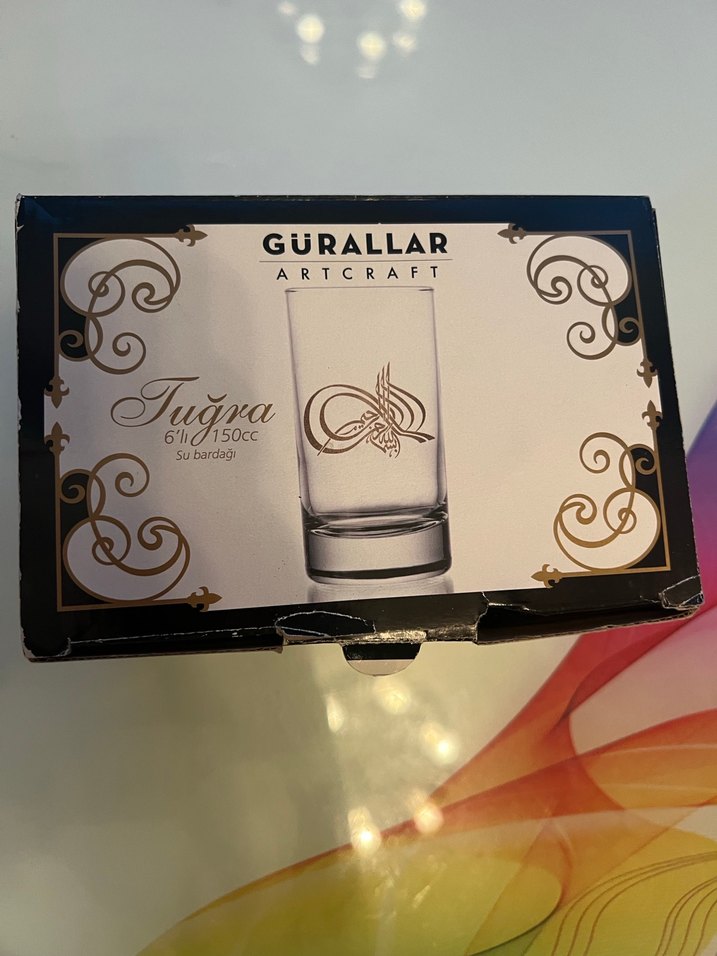 GÜRALLAR
ARTCRAFT
Tuğra
6'lı 150cc
Su bardağı